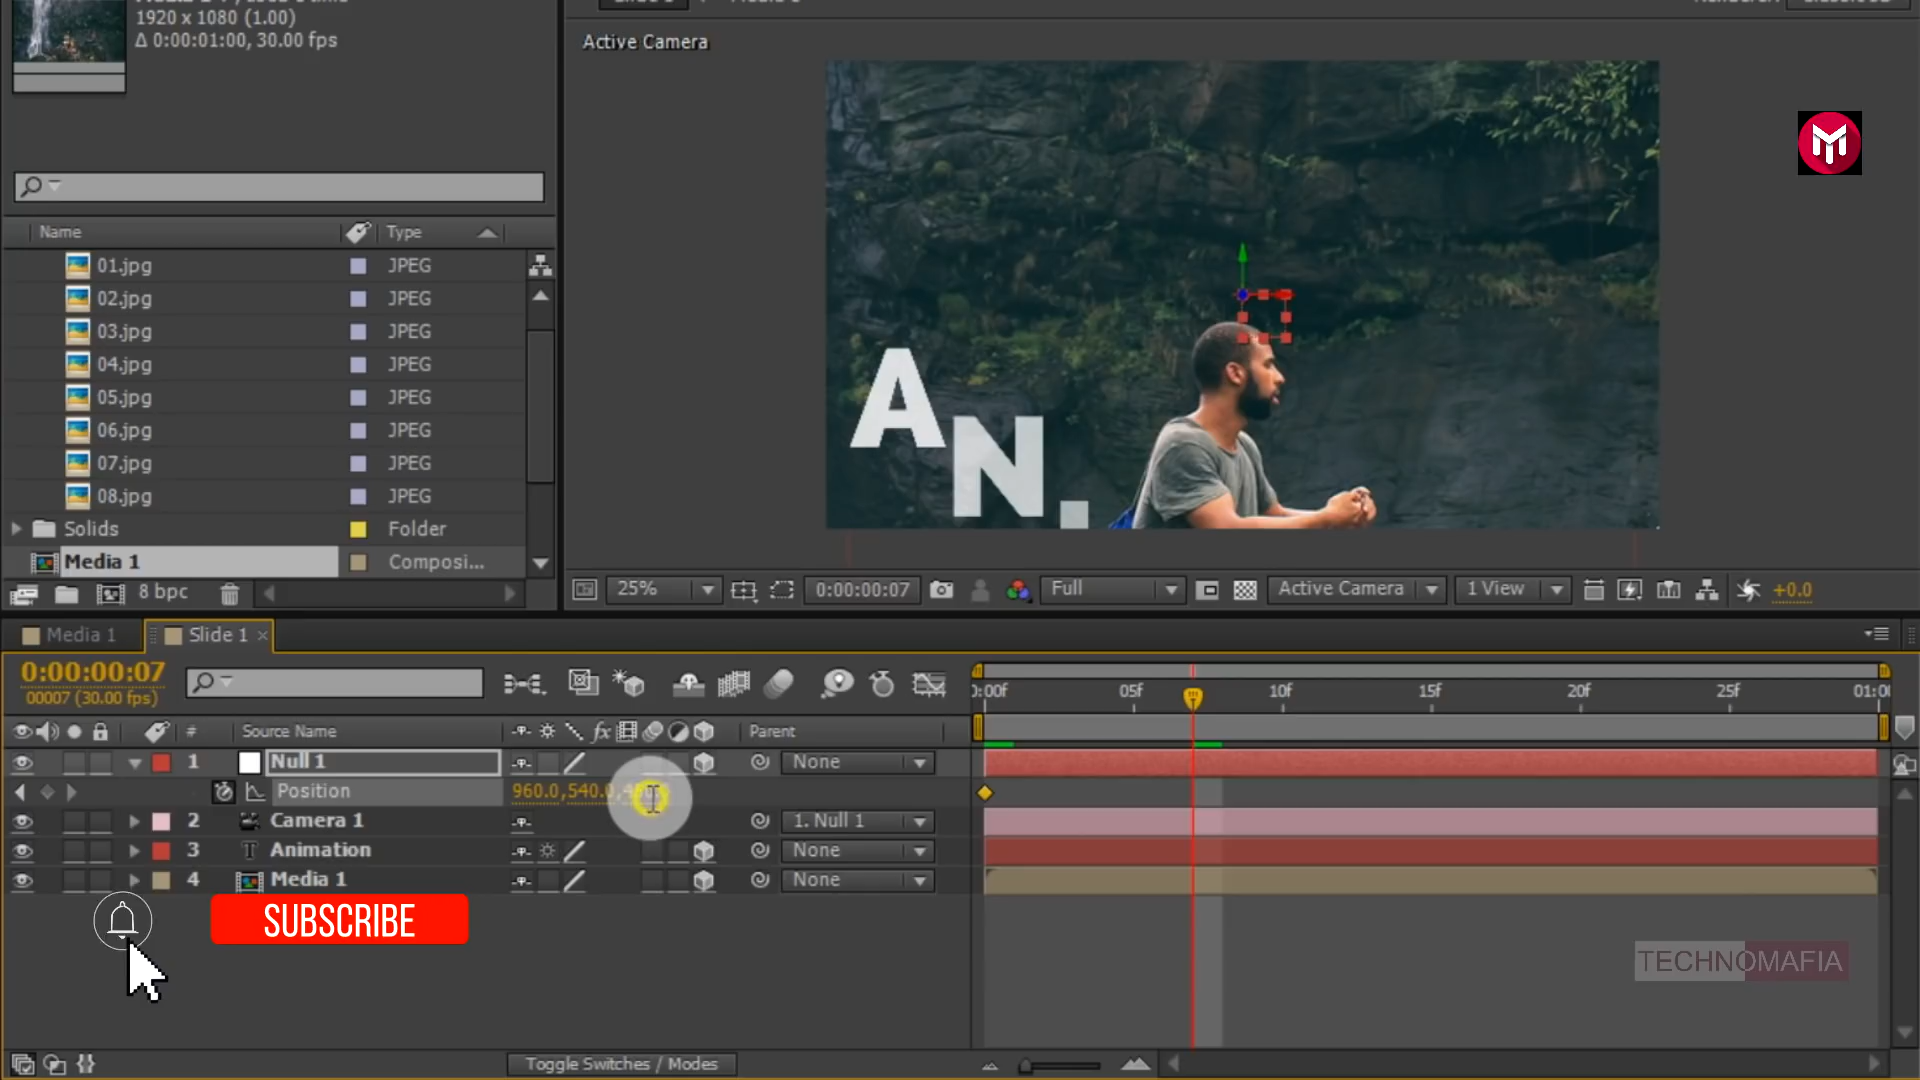 1920 x 1080 (1.00)
Δ 0:00:01:00, 30.00 fps
Active Camera
Name Type
01.jpg JPEG
02.jpg JPEG
03.jpg JPEG
04.jpg JPEG
05.jpg JPEG
06.jpg JPEG
07.jpg JPEG
08.jpg JPEG
Solids Folder
Media 1 Composi...
8 bpc
AN.
25% 0:00:00:07 Full Active Camera 1 View +0.0
Media 1 Slide 1 ×
0:00:00:07
00007 (30.00 fps)
0:00f 05f 10f 15f 20f 25f 01:00
# Source Name fx Parent
1 Null 1 None
Position 960.0,540.0,
2 Camera 1 1. Null 1
3 T Animation None
4 Media 1 None
SUBSCRIBE
TECHNOMAFIA
Toggle Switches / Modes